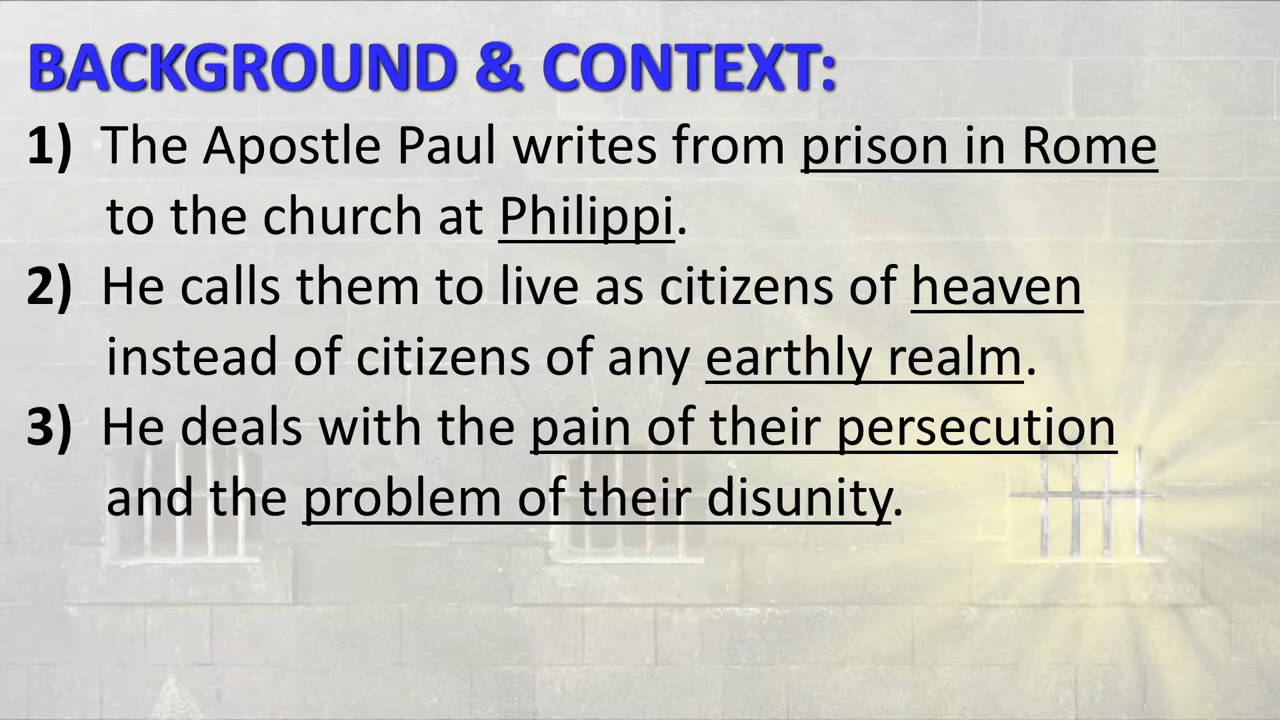 BACKGROUND & CONTEXT:
1) The Apostle Paul writes from prison in Rome
to the church at Philippi.
2) He calls them to live as citizens of heaven
instead of citizens of any earthly realm.
3) He deals with the pain of their persecution
and the problem of their disunity.